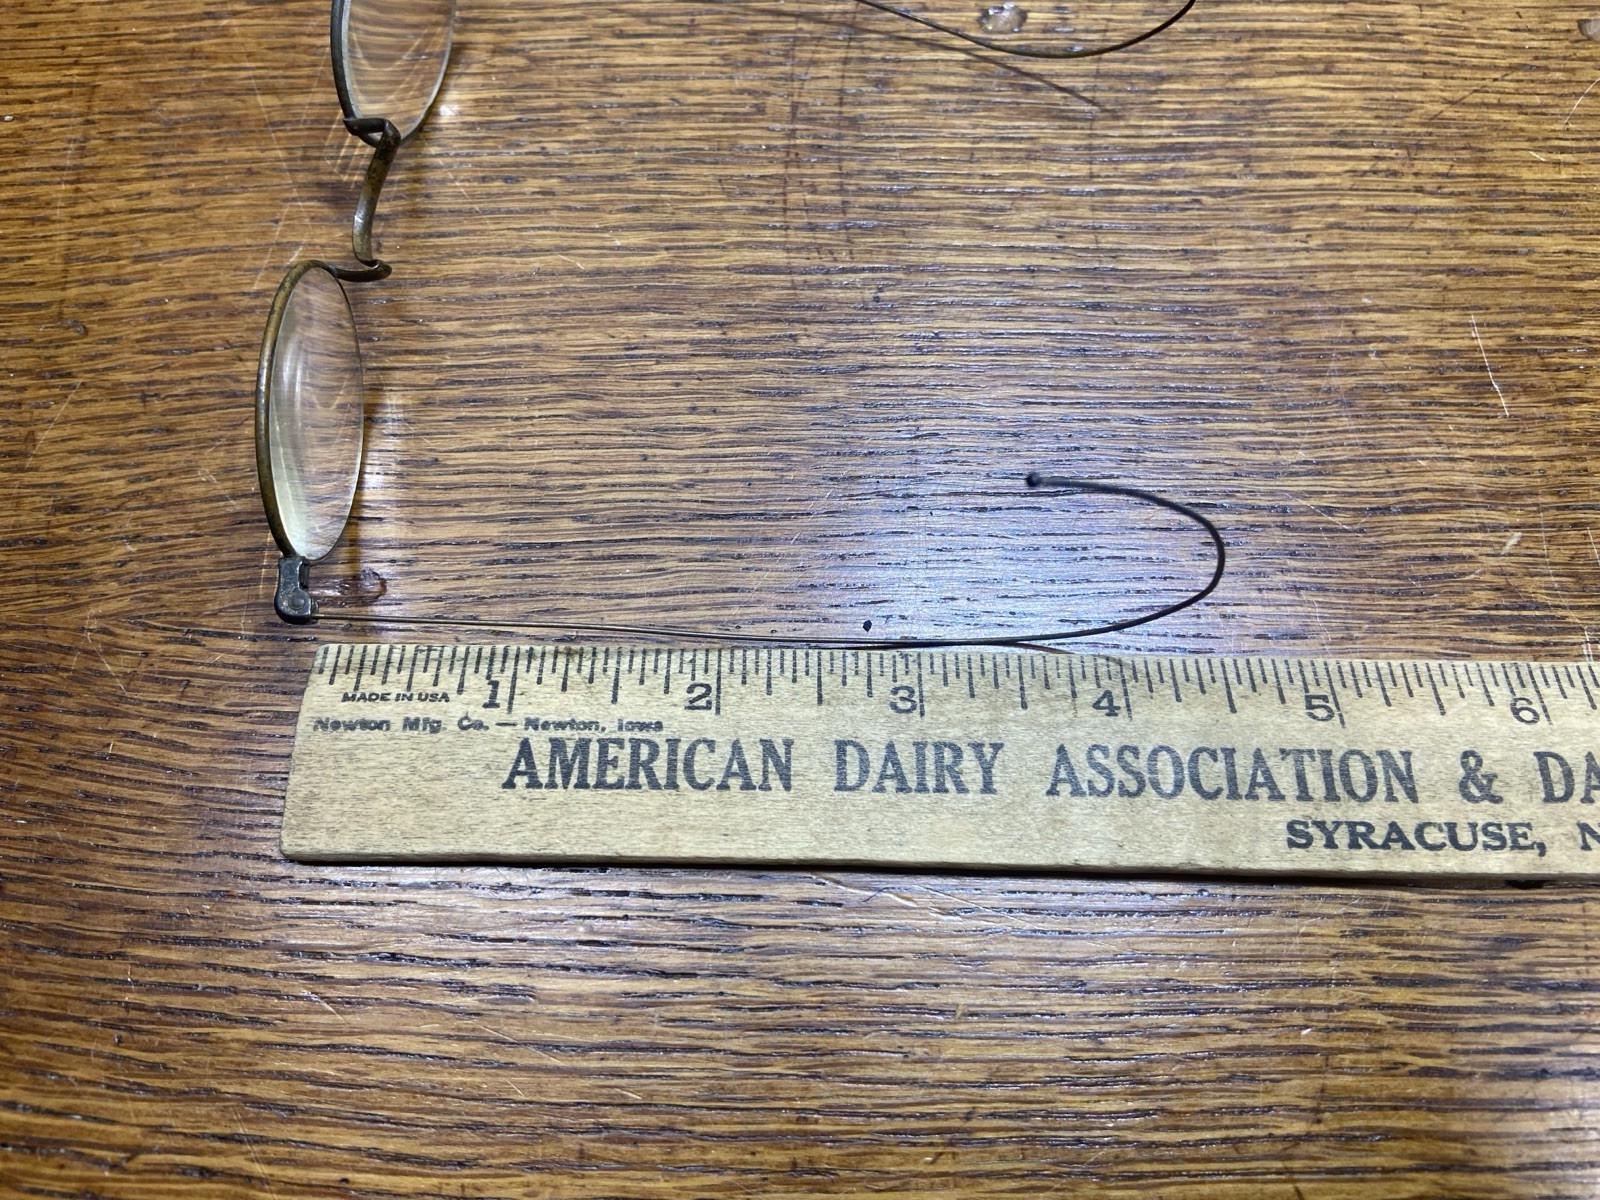 1 2 3 4 5 6
MADE IN USA
Newton Mfg. Co. — Newton, Iowa
AMERICAN DAIRY ASSOCIATION & DA
SYRACUSE, N